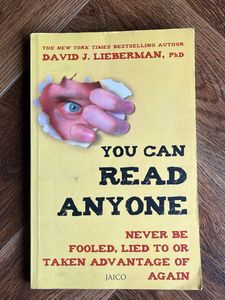 THE NEW YORK TIMES BESTSELLING AUTHOR
DAVID J. LIEBERMAN, PhD
YOU CAN
READ
ANYONE
NEVER BE
FOOLED, LIED TO OR
TAKEN ADVANTAGE OF
AGAIN
JAICO